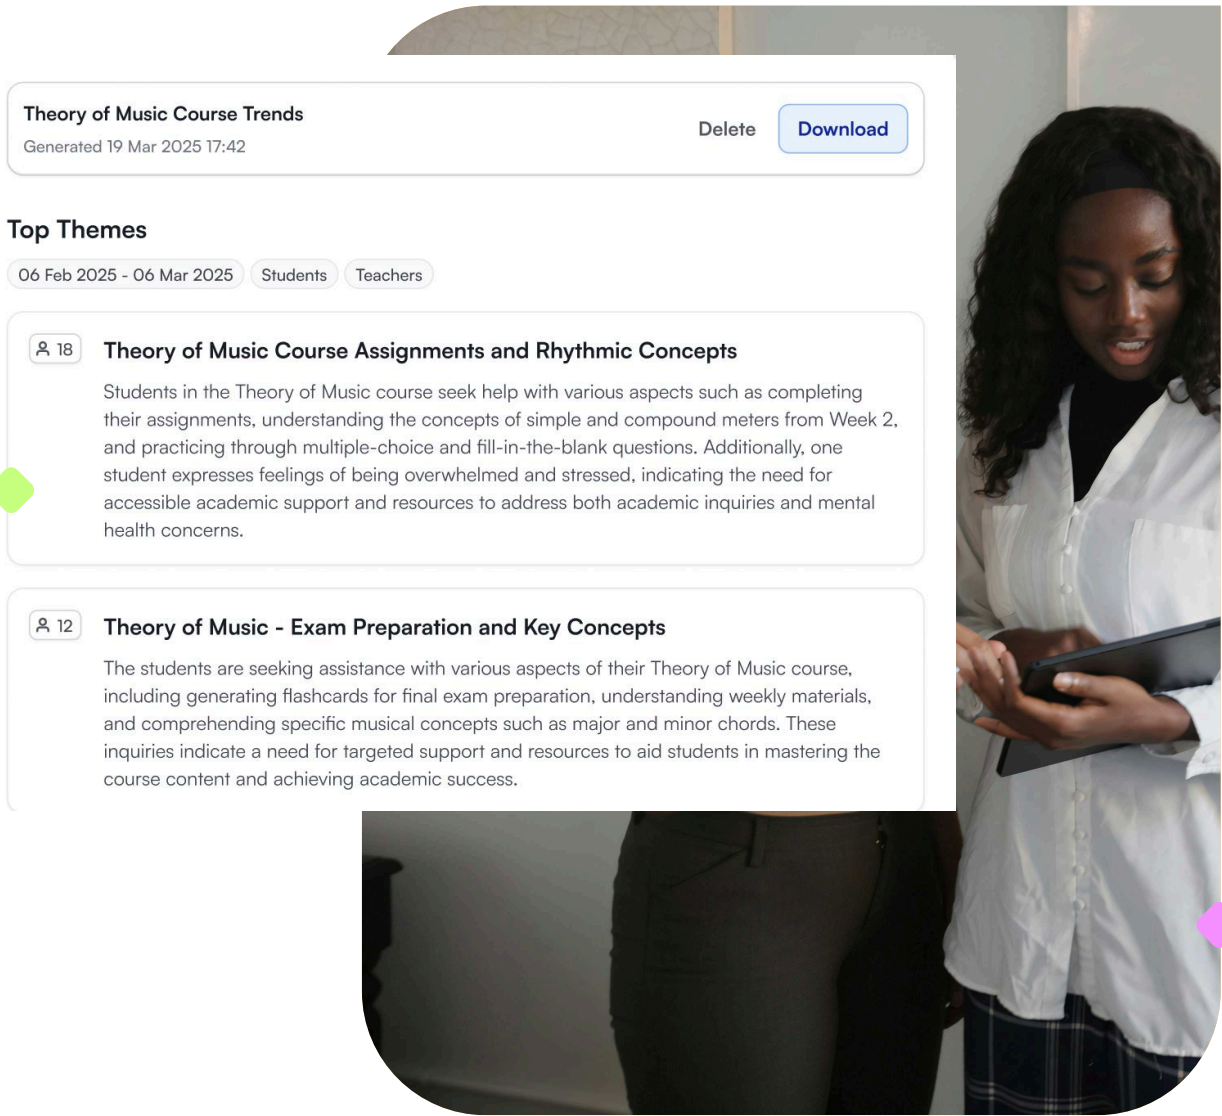 Theory of Music Course Trends
Generated 19 Mar 2025 17:42
Delete
Download
Top Themes
06 Feb 2025 - 06 Mar 2025
Students
Teachers
18
Theory of Music Course Assignments and Rhythmic Concepts
Students in the Theory of Music course seek help with various aspects such as completing
their assignments, understanding the concepts of simple and compound meters from Week 2,
and practicing through multiple-choice and fill-in-the-blank questions. Additionally, one
student expresses feelings of being overwhelmed and stressed, indicating the need for
accessible academic support and resources to address both academic inquiries and mental
health concerns.
12
Theory of Music - Exam Preparation and Key Concepts
The students are seeking assistance with various aspects of their Theory of Music course,
including generating flashcards for final exam preparation, understanding weekly materials,
and comprehending specific musical concepts such as major and minor chords. These
inquiries indicate a need for targeted support and resources to aid students in mastering the
course content and achieving academic success.